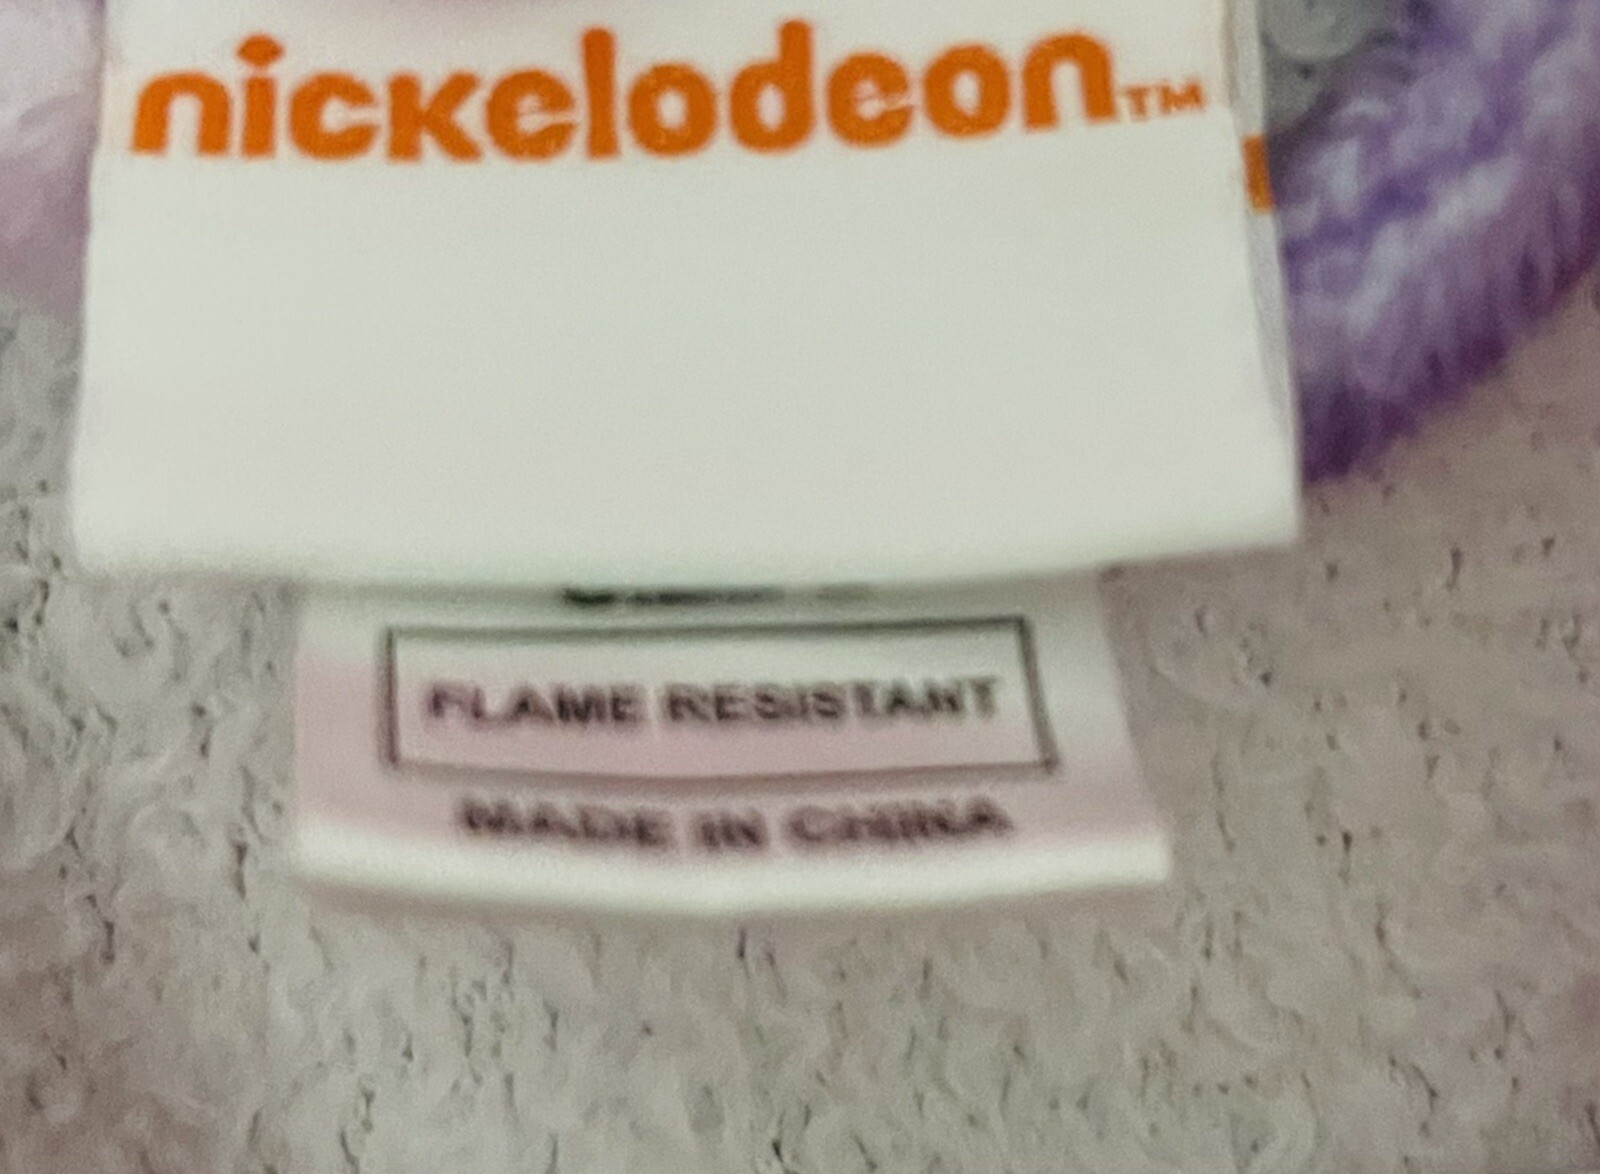 nickelodeon™
FLAME RESISTANT
MADE IN CHINA